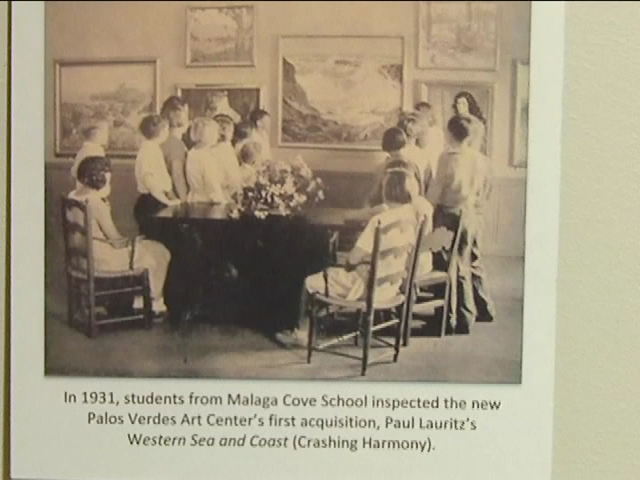 In 1931, students from Malaga Cove School inspected the new
Palos Verdes Art Center's first acquisition, Paul Lauritz's
Western Sea and Coast (Crashing Harmony).